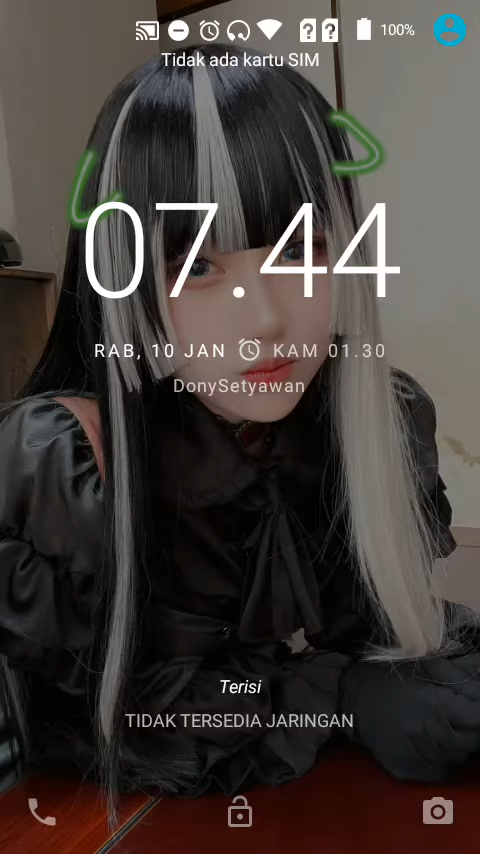 100%
Tidak ada kartu SIM
07.44
RAB, 10 JAN KAM 01.30
DonySetyawan
Terisi
TIDAK TERSEDIA JARINGAN